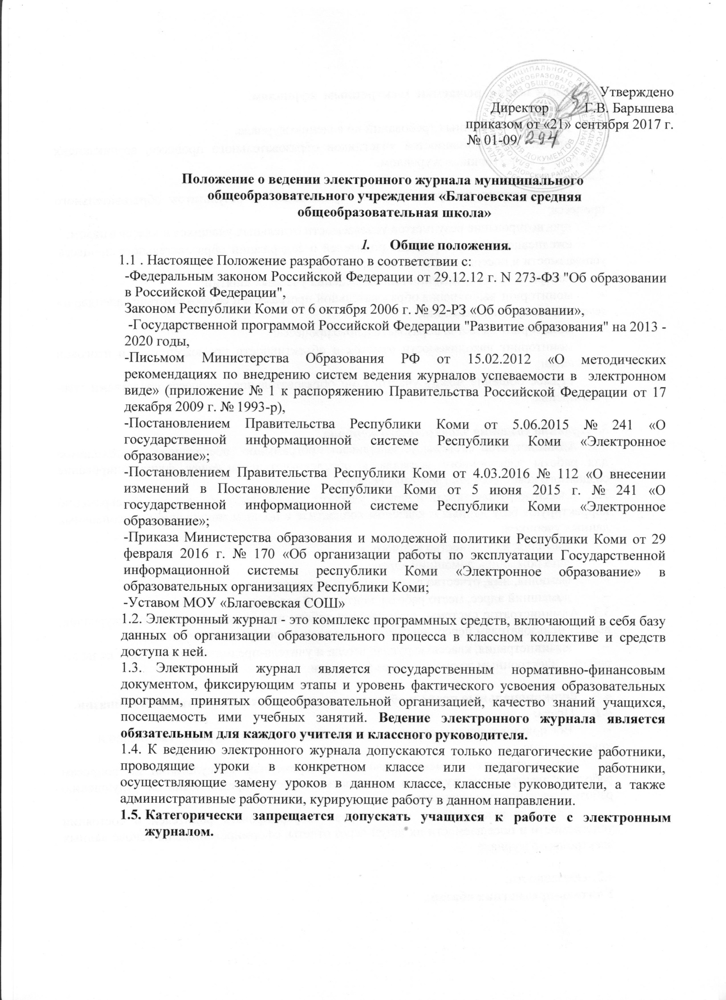 Утверждено
Директор Г.В. Барышева
приказом от «21» сентября 2017 г.
№ 01-09/ 294
ДЛЯ ДОКУМЕНТОВ
УДОРСКИЙ РАЙОН
Положение о ведении электронного журнала муниципального
общеобразовательного учреждения «Благоевская средняя
общеобразовательная школа»
1. Общие положения.
1.1 . Настоящее Положение разработано в соответствии с:
-Федеральным законом Российской Федерации от 29.12.12 г. N 273-ФЗ "Об образовании
в Российской Федерации",
Законом Республики Коми от 6 октября 2006 г. № 92-РЗ «Об образовании»,
-Государственной программой Российской Федерации "Развитие образования" на 2013 -
2020 годы,
-Письмом Министерства Образования РФ от 15.02.2012 «О методических
рекомендациях по внедрению систем ведения журналов успеваемости в электронном
виде» (приложение № 1 к распоряжению Правительства Российской Федерации от 17
декабря 2009 г. № 1993-р),
-Постановлением Правительства Республики Коми от 5.06.2015 № 241 «О
государственной информационной системе Республики Коми «Электронное
образование»;
-Постановлением Правительства Республики Коми от 4.03.2016 № 112 «О внесении
изменений в Постановление Республики Коми от 5 июня 2015 г. № 241 «О
государственной информационной системе Республики Коми «Электронное
образование»;
-Приказа Министерства образования и молодежной политики Республики Коми от 29
февраля 2016 г. № 170 «Об организации работы по эксплуатации Государственной
информационной системы республики Коми «Электронное образование» в
образовательных организациях Республики Коми;
-Уставом МОУ «Благоевская СОШ»
1.2. Электронный журнал - это комплекс программных средств, включающий в себя базу
данных об организации образовательного процесса в классном коллективе и средств
доступа к ней.
1.3. Электронный журнал является государственным нормативно-финансовым
документом, фиксирующим этапы и уровень фактического усвоения образовательных
программ, принятых общеобразовательной организацией, качество знаний учащихся,
посещаемость ими учебных занятий. Ведение электронного журнала является
обязательным для каждого учителя и классного руководителя.
1.4. К ведению электронного журнала допускаются только педагогические работники,
проводящие уроки в конкретном классе или педагогические работники,
осуществляющие замену уроков в данном классе, классные руководители, а также
административные работники, курирующие работу в данном направлении.
1.5. Категорически запрещается допускать учащихся к работе с электронным
журналом.